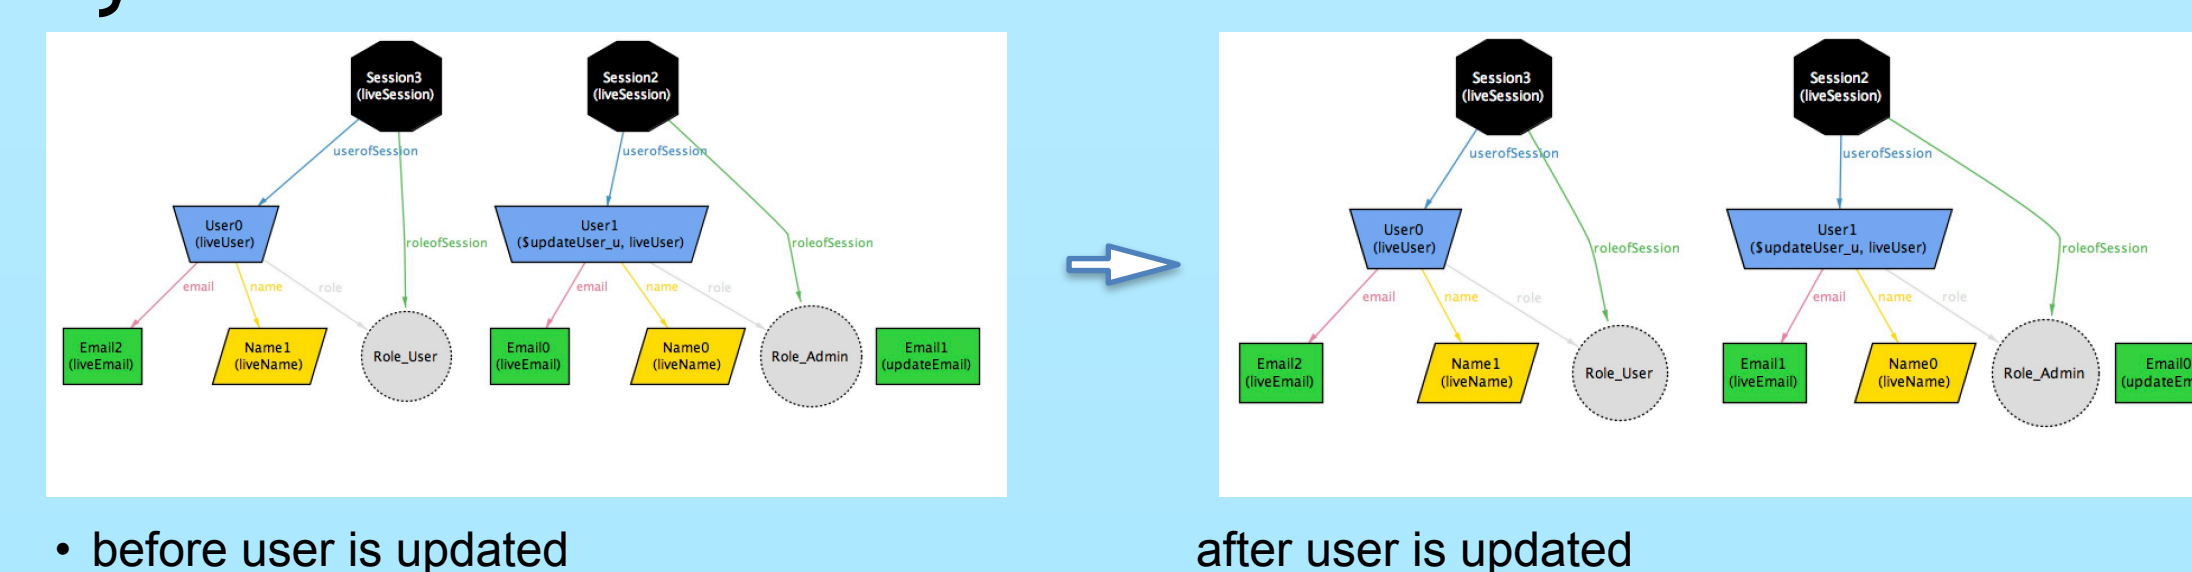 Session3
(liveSession)
Session2
(liveSession)
userofSession
userofSession
User0
(liveUser)
User1
($updateUser_u, liveUser)
roleofSession
roleofSession
email
name
role
email
name
role
Email2
(liveEmail)
Name1
(liveName)
Role_User
Email0
(liveEmail)
Name0
(liveName)
Role_Admin
Email1
(updateEmail)
Session3
(liveSession)
Session2
(liveSession)
userofSession
userofSession
User0
(liveUser)
User1
($updateUser_u, liveUser)
roleofSession
roleofSession
email
name
role
email
name
role
Email2
(liveEmail)
Name1
(liveName)
Role_User
Email1
(liveEmail)
Name0
(liveName)
Role_Admin
Email0
• before user is updated
after user is updated